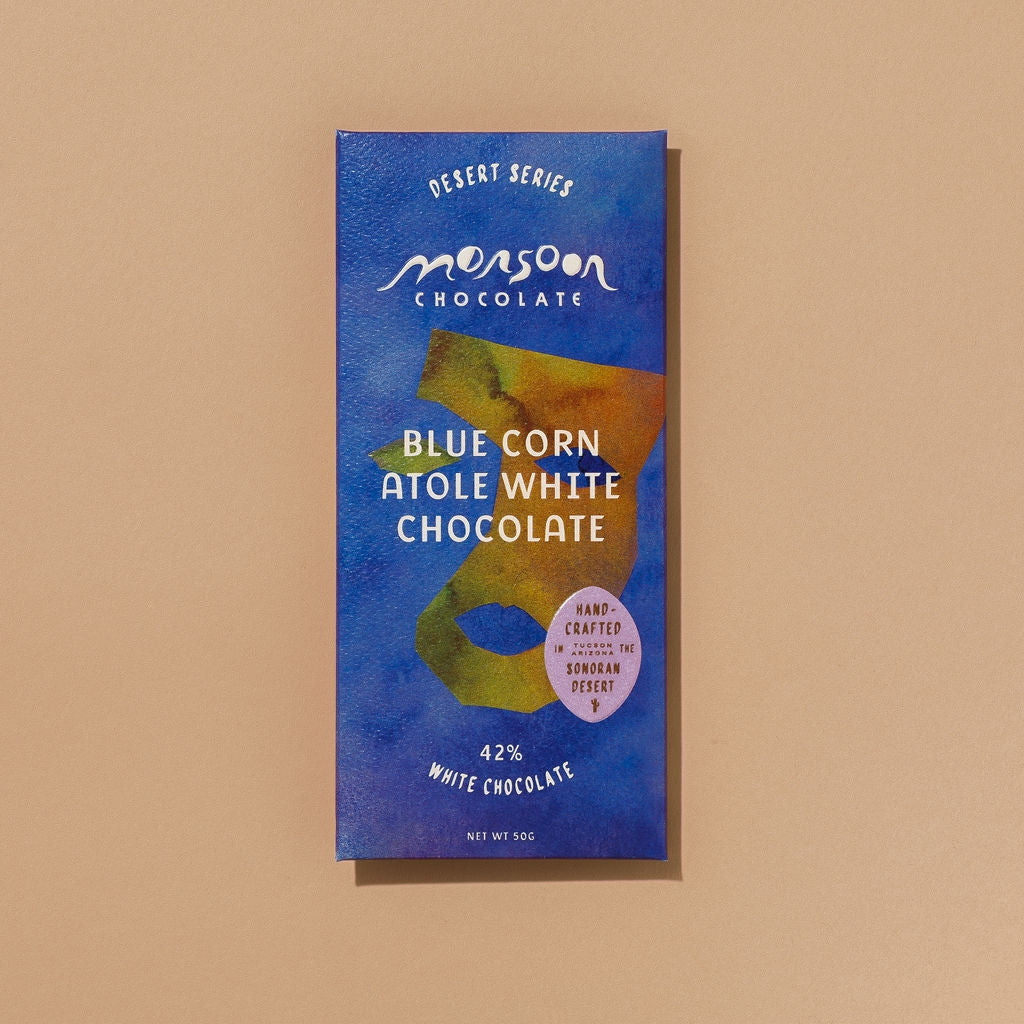 DESERT SERIES
monsoon
CHOCOLATE
BLUE CORN
ATOLE WHITE
CHOCOLATE
HAND-
CRAFTED
IN TUCSON ARIZONA THE
SONORAN
DESERT
42%
WHITE CHOCOLATE
NET WT 50G